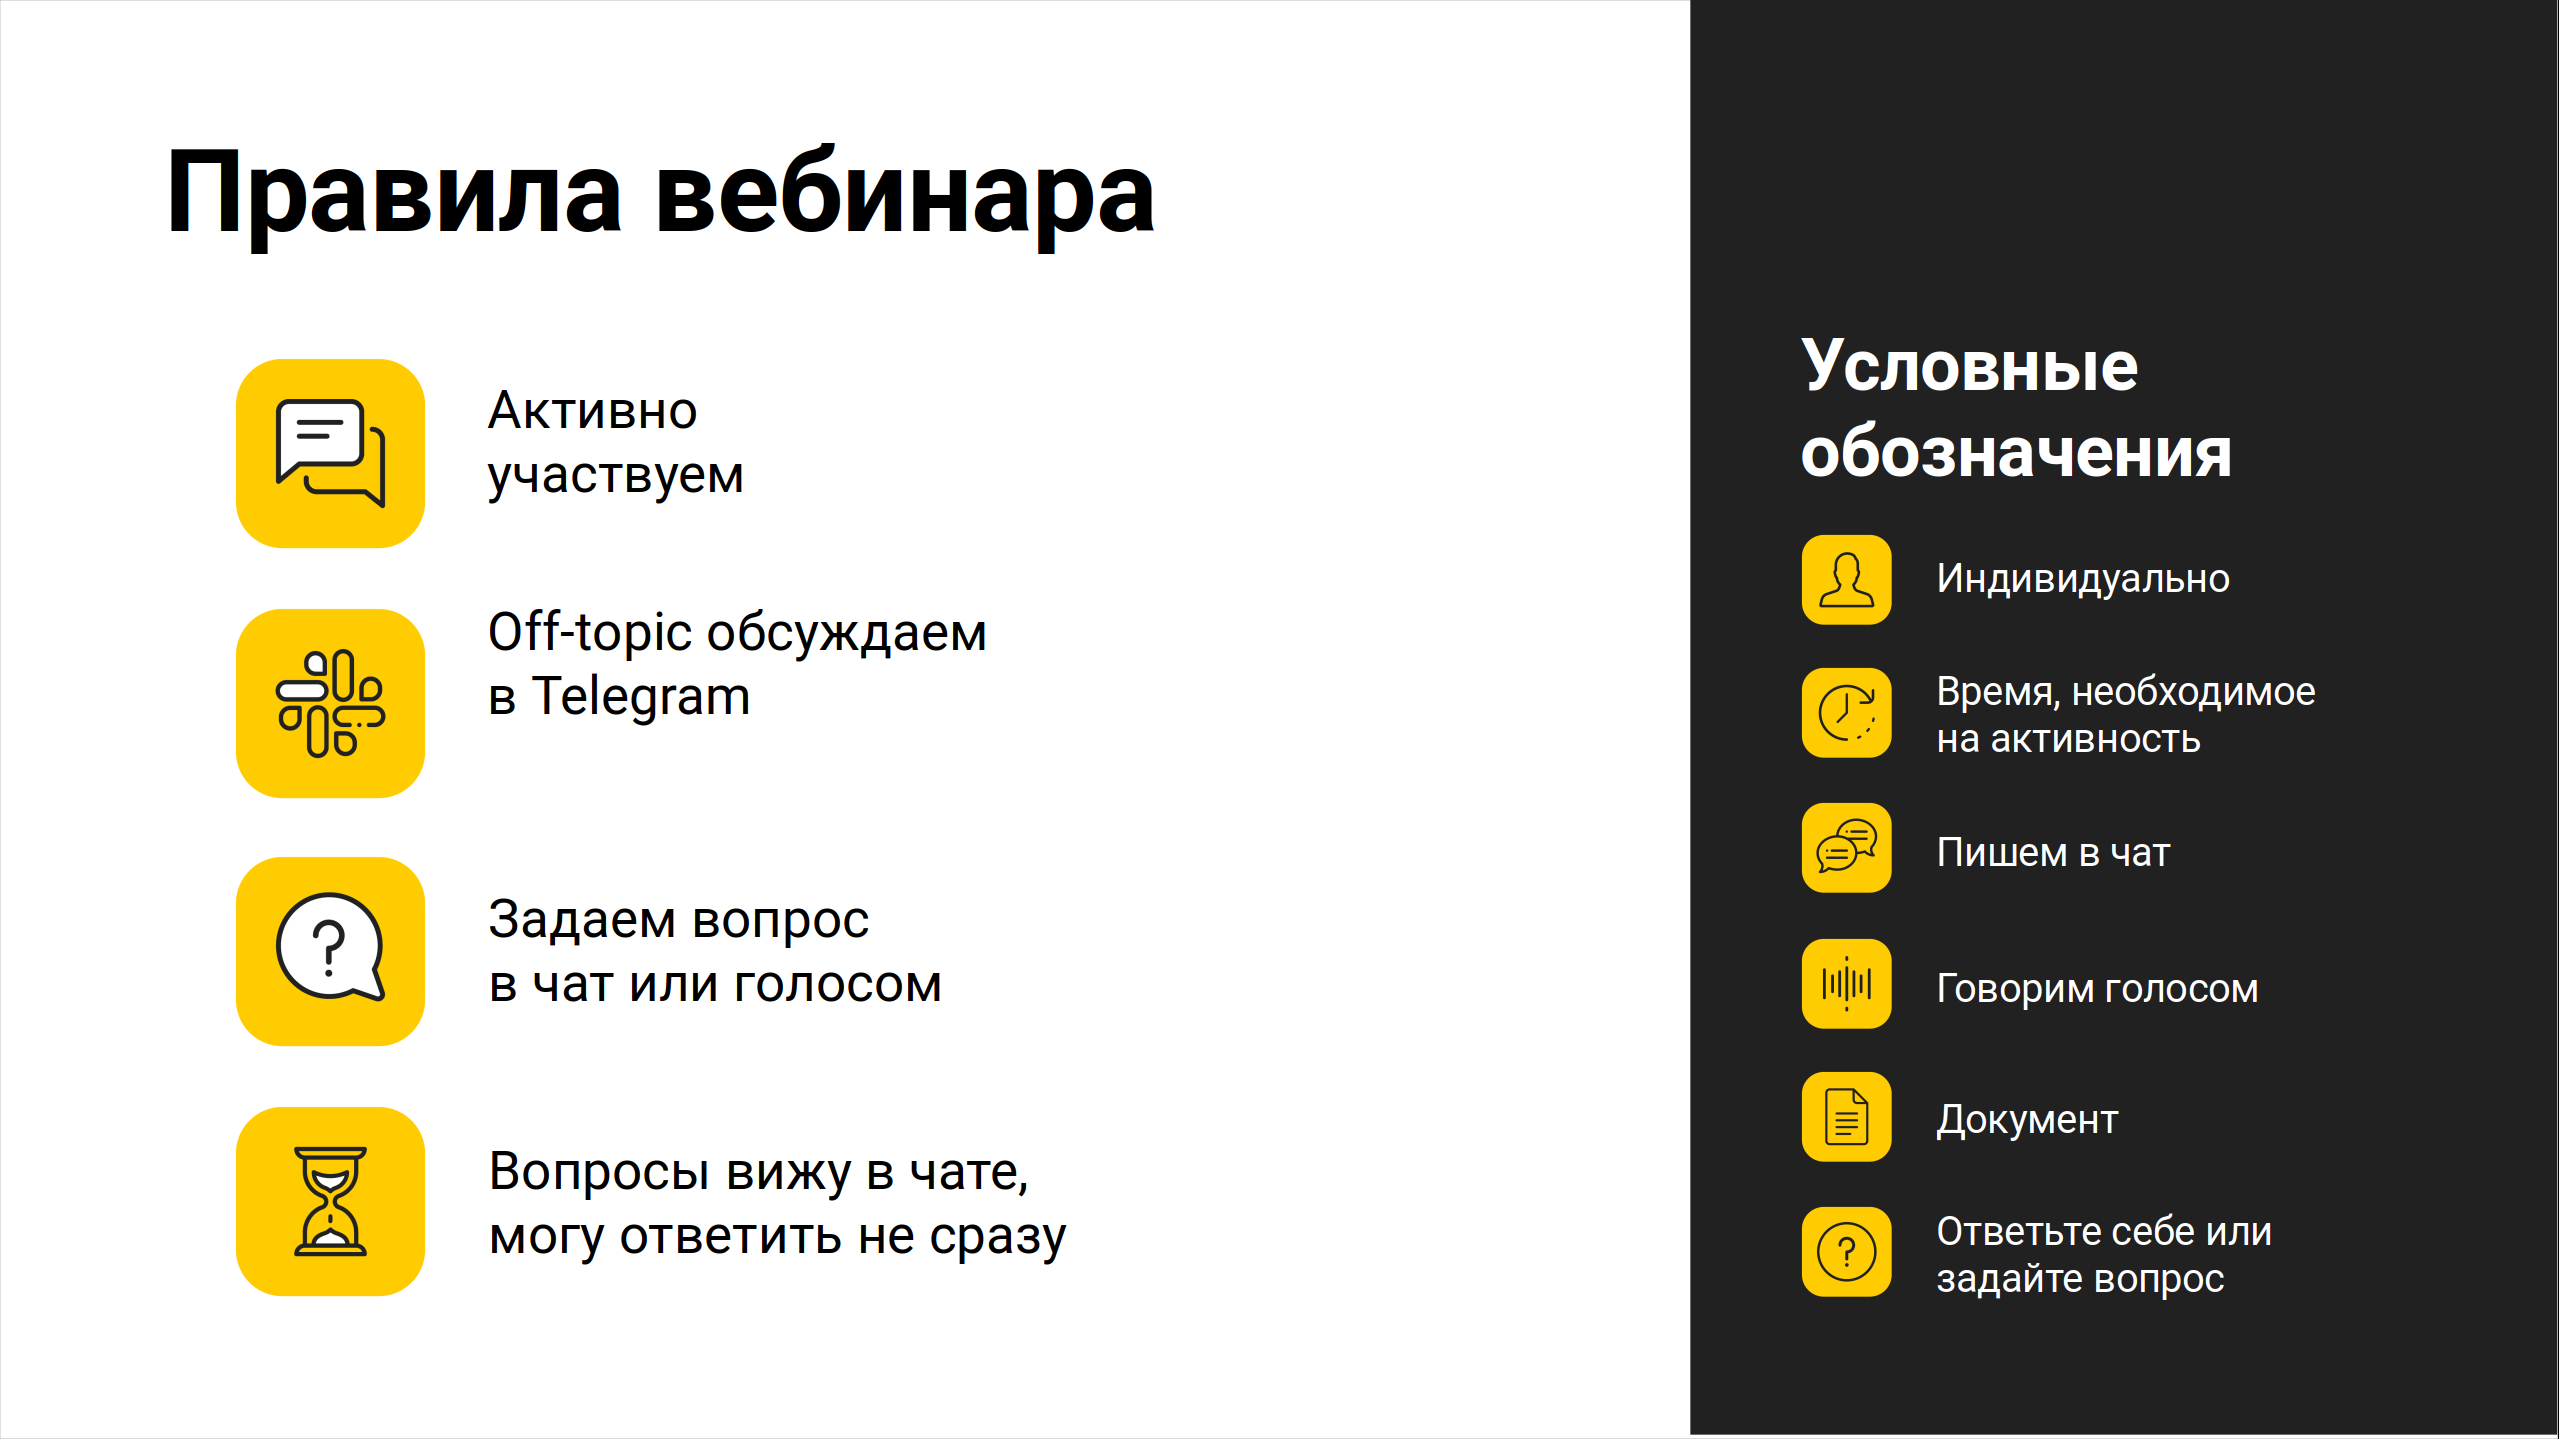 Правила вебинара
Активно
участвуем
Off-topic обсуждаем
в Telegram
Задаем вопрос
в чат или голосом
Вопросы вижу в чате,
могу ответить не сразу
Условные
обозначения
Индивидуально
Время, необходимое
на активность
Пишем в чат
Говорим голосом
Документ
Ответьте себе или
задайте вопрос